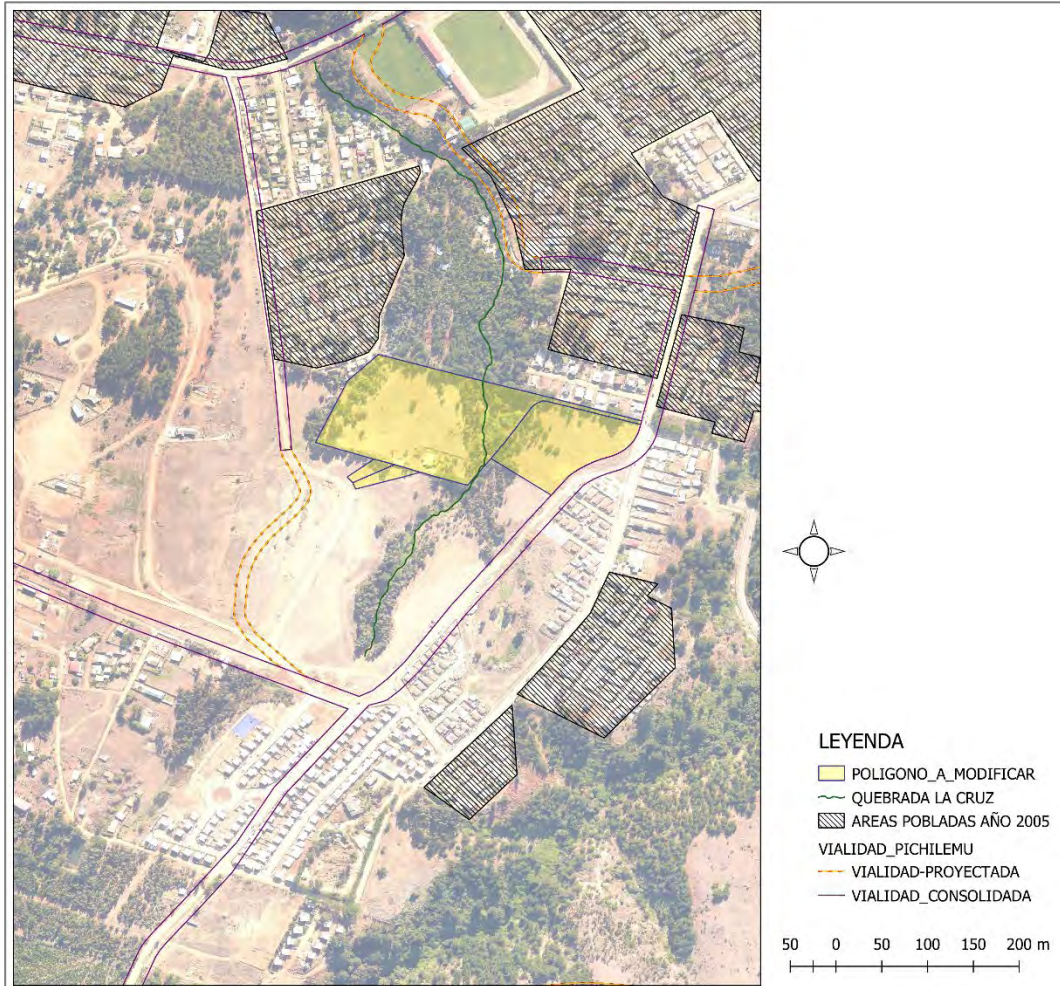 LEYENDA
POLIGONO_A_MODIFICAR
QUEBRADA LA CRUZ
AREAS POBLADAS AÑO 2005
VIALIDAD_PICHILEMU
VIALIDAD-PROYECTADA
VIALIDAD_CONSOLIDADA
50 0 50 100 150 200 m